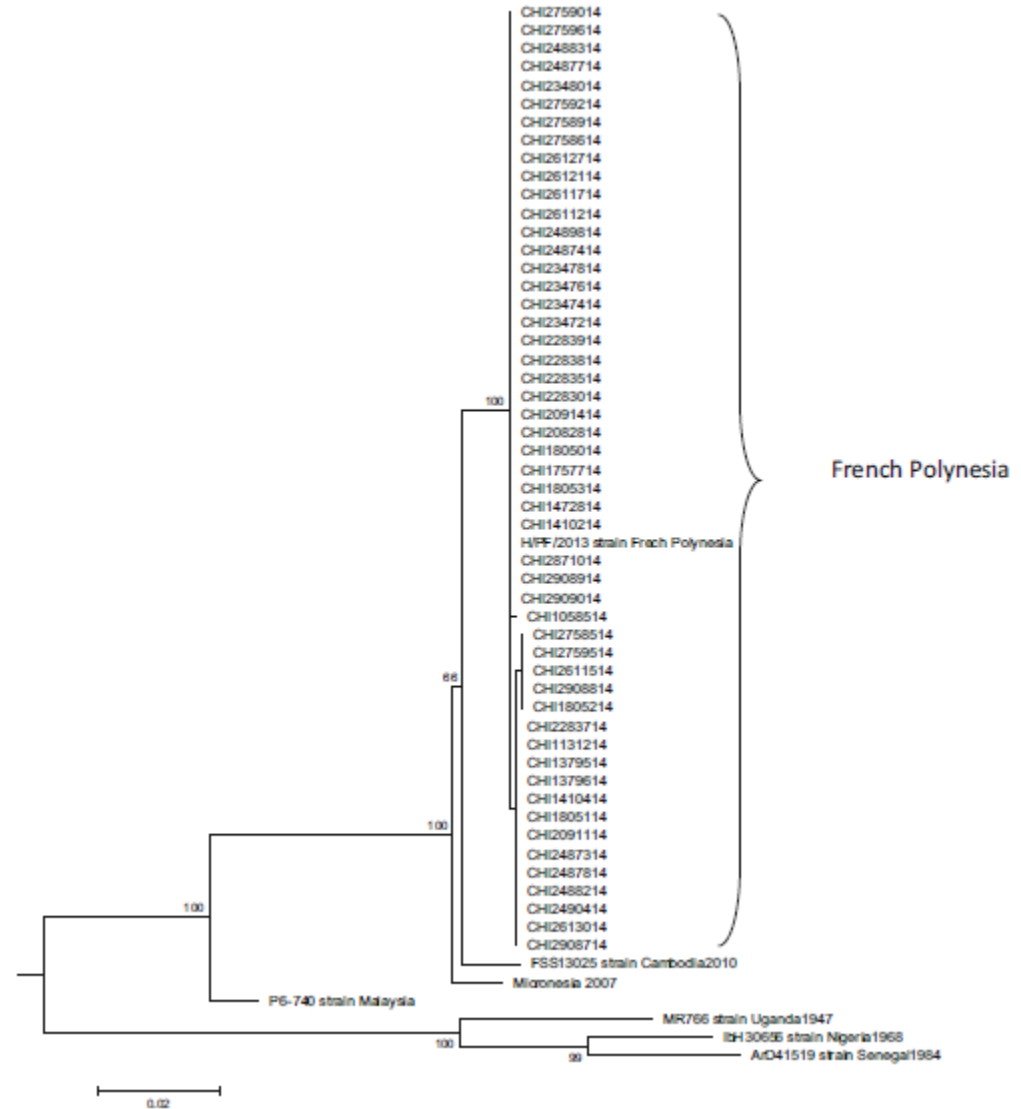 CHI2759014
CHI2759614
CHI2488314
CHI2487714
CHI2348014
CHI2759214
CHI2758914
CHI2758614
CHI2612714
CHI2612114
CHI2611714
CHI2611214
CHI2489814
CHI2487414
CHI2347814
CHI2347614
CHI2347414
CHI2347214
CHI2283914
CHI2283814
CHI2283514
CHI2283014
100
CHI2091414
CHI2082814
CHI1805014
CHI1757714
French Polynesia
CHI1805314
CHI1472814
CHI1410214
H/PF/2013 strain Frech Polynesia
CHI2871014
CHI2908914
CHI2909014
CHI1058514
CHI2758514
CHI2759514
CHI2611514
66
CHI2908814
CHI1805214
CHI2283714
CHI1131214
CHI1379514
CHI1379614
CHI1410414
CHI1805114
100
CHI2091114
CHI2487314
CHI2487814
CHI2488214
100
CHI2490414
CHI2613014
CHI2908714
FSS13025 strain Cambodia2010
Micronesia 2007
P6-740 strain Malaysia
MR766 strain Uganda1947
100
IbH30656 strain Nigeria1968
99
ArD41519 strain Senegal1984
0.02